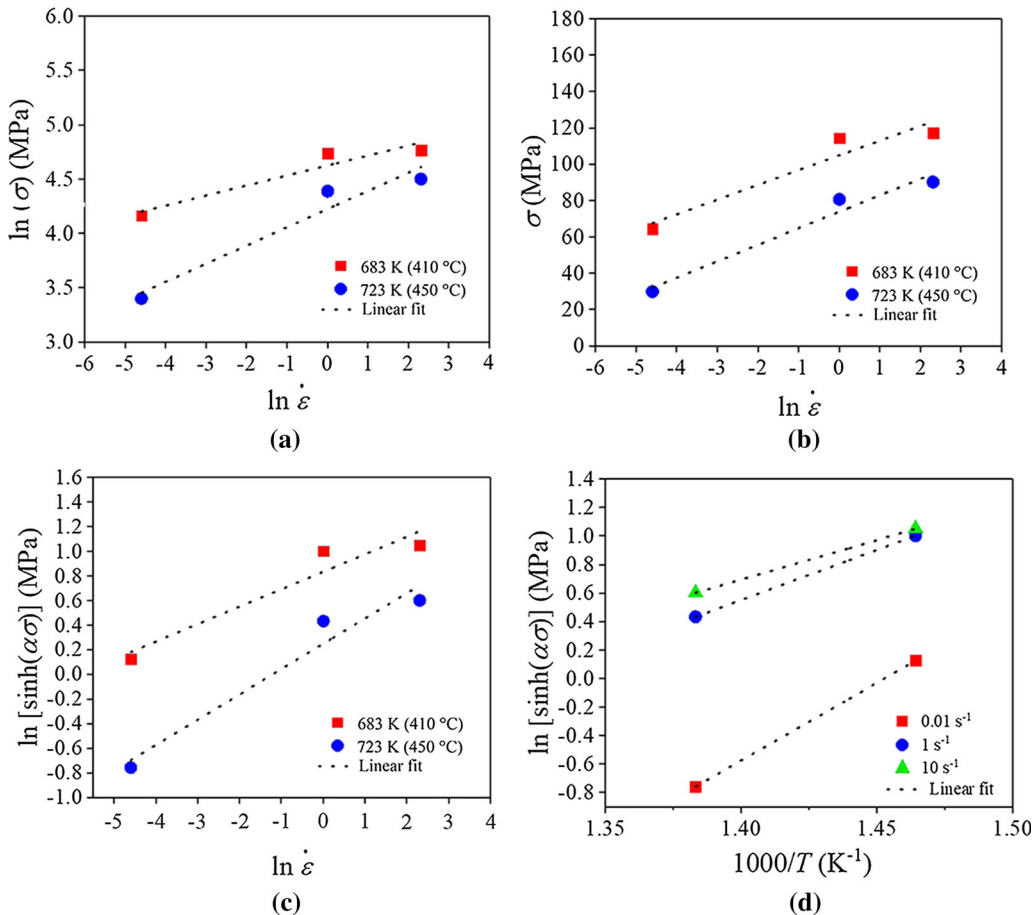 6.0
5.5
5.0
4.5
4.0
3.5
3.0
ln (σ) (MPa)
683 K (410 °C)
723 K (450 °C)
Linear fit
-6 -5 -4 -3 -2 -1 0 1 2 3 4
ln ε̇
(a)
180
160
140
120
100
80
60
40
20
0
σ (MPa)
683 K (410 °C)
723 K (450 °C)
Linear fit
-6 -5 -4 -3 -2 -1 0 1 2 3 4
ln ε̇
(b)
1.6
1.4
1.2
1.0
0.8
0.6
0.4
0.2
0.0
-0.2
-0.4
-0.6
-0.8
-1.0
ln [sinh(ασ)] (MPa)
683 K (410 °C)
723 K (450 °C)
Linear fit
-5 -4 -3 -2 -1 0 1 2 3 4
ln ε̇
(c)
1.4
1.2
1.0
0.8
0.6
0.4
0.2
0.0
-0.2
-0.4
-0.6
-0.8
ln [sinh(ασ)] (MPa)
0.01 s⁻¹
1 s⁻¹
10 s⁻¹
Linear fit
1.35 1.40 1.45 1.50
1000/T (K⁻¹)
(d)